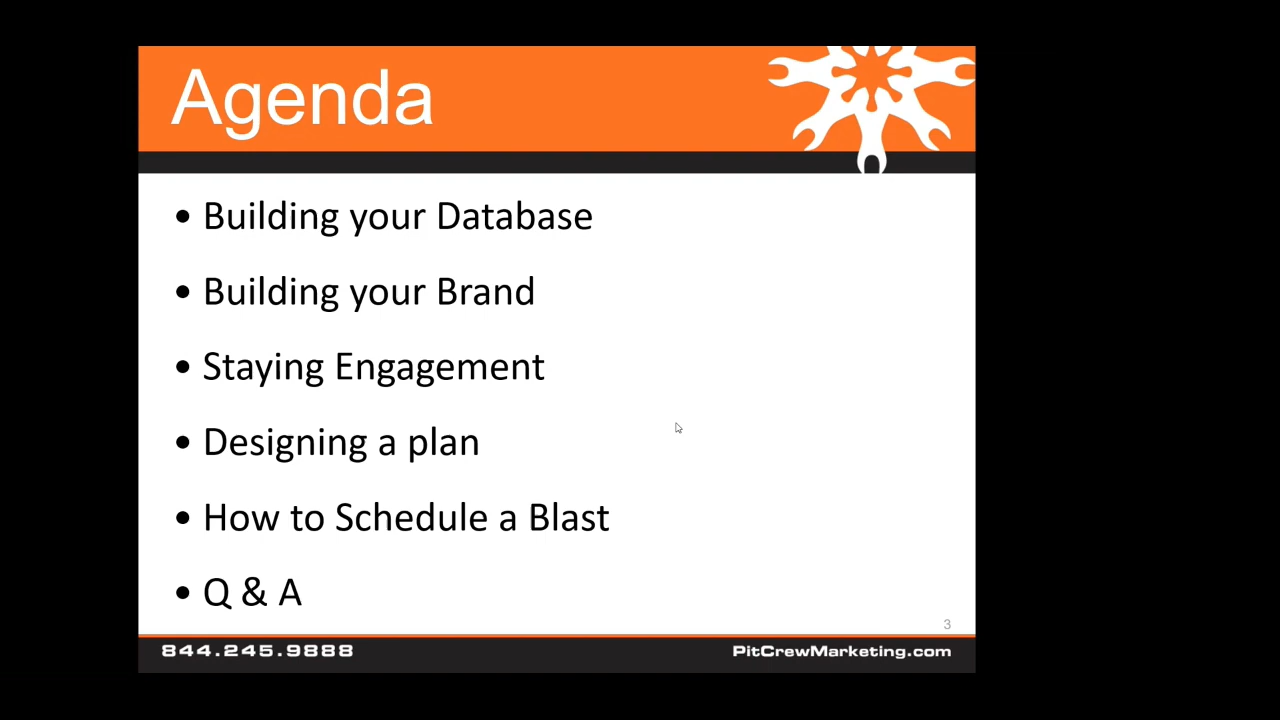 Agenda
• Building your Database
• Building your Brand
• Staying Engagement
• Designing a plan
• How to Schedule a Blast
• Q & A
3
844.245.9888
PitCrewMarketing.com